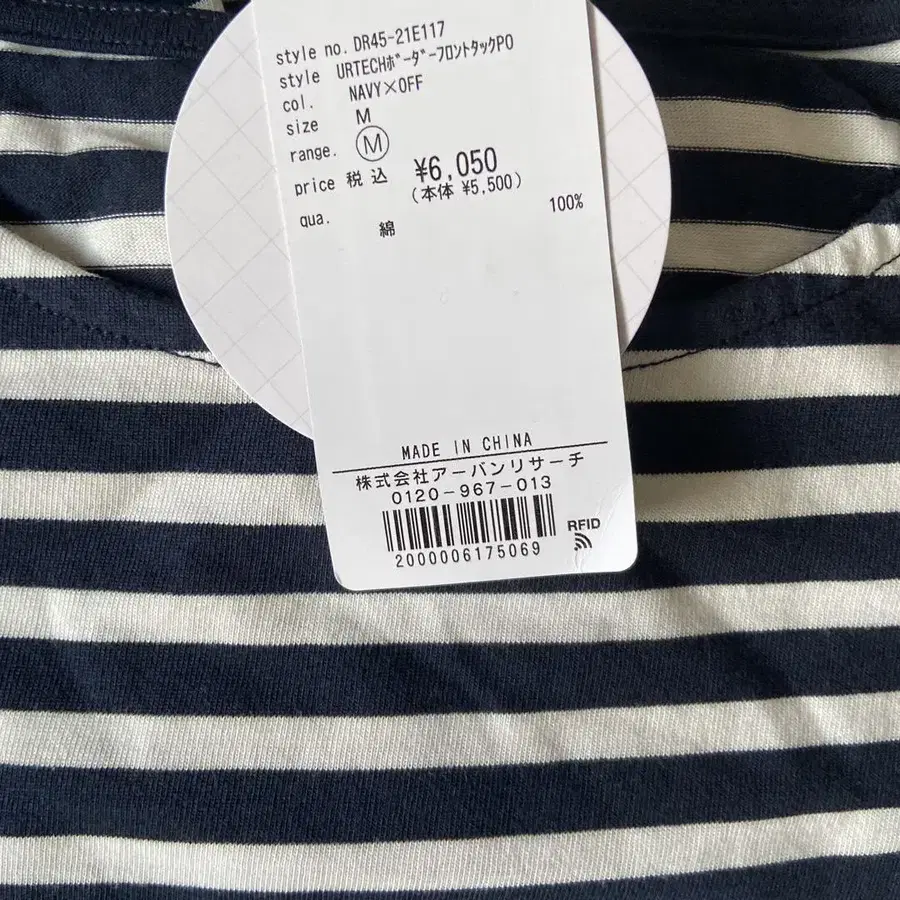 style no. DR45-21E117
style URTECHﾎﾞｰﾀﾞｰﾌﾛﾝﾄﾀｯｸPO
col. NAVY×OFF
size M
range. M
price 税込 ¥6,050
(本体 ¥5,500)
qua.
綿 100%
MADE IN CHINA
株式会社アーバンリサーチ
0120-967-013
2000006175069
RFID